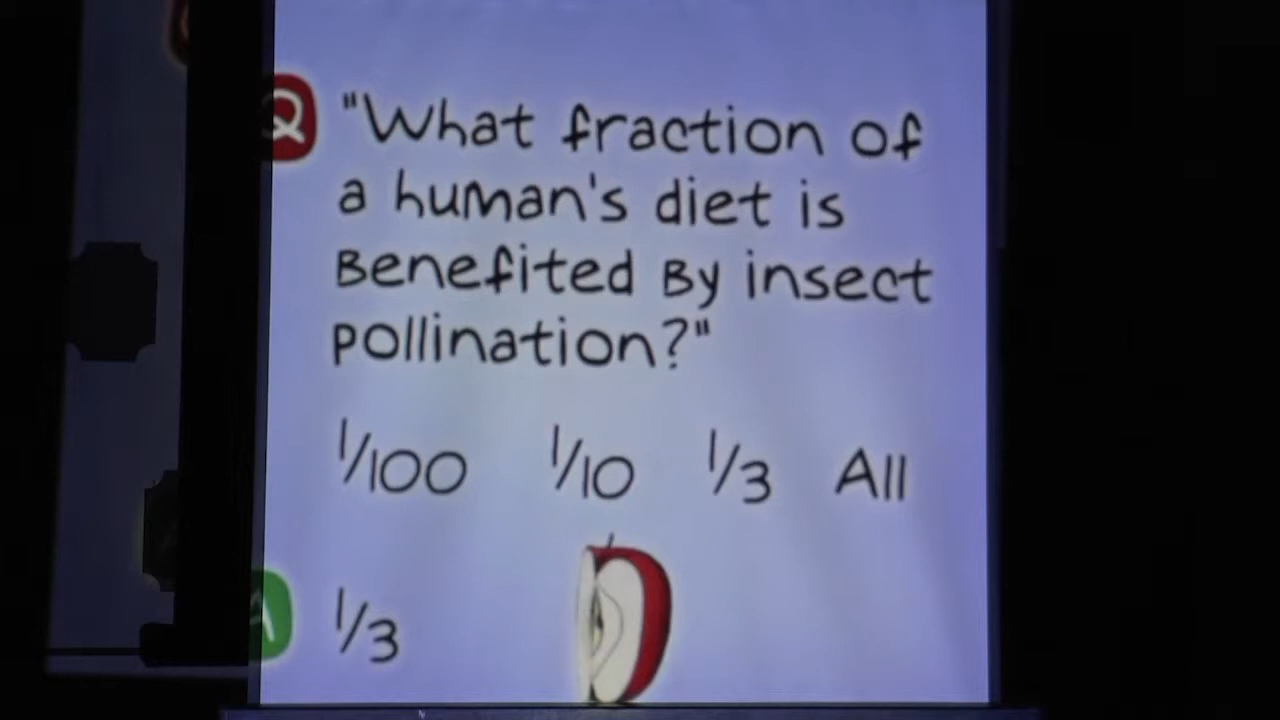 Q "What fraction of
a human's diet is
Benefited By insect
pollination?"
1/100 1/10 1/3 All
A 1/3